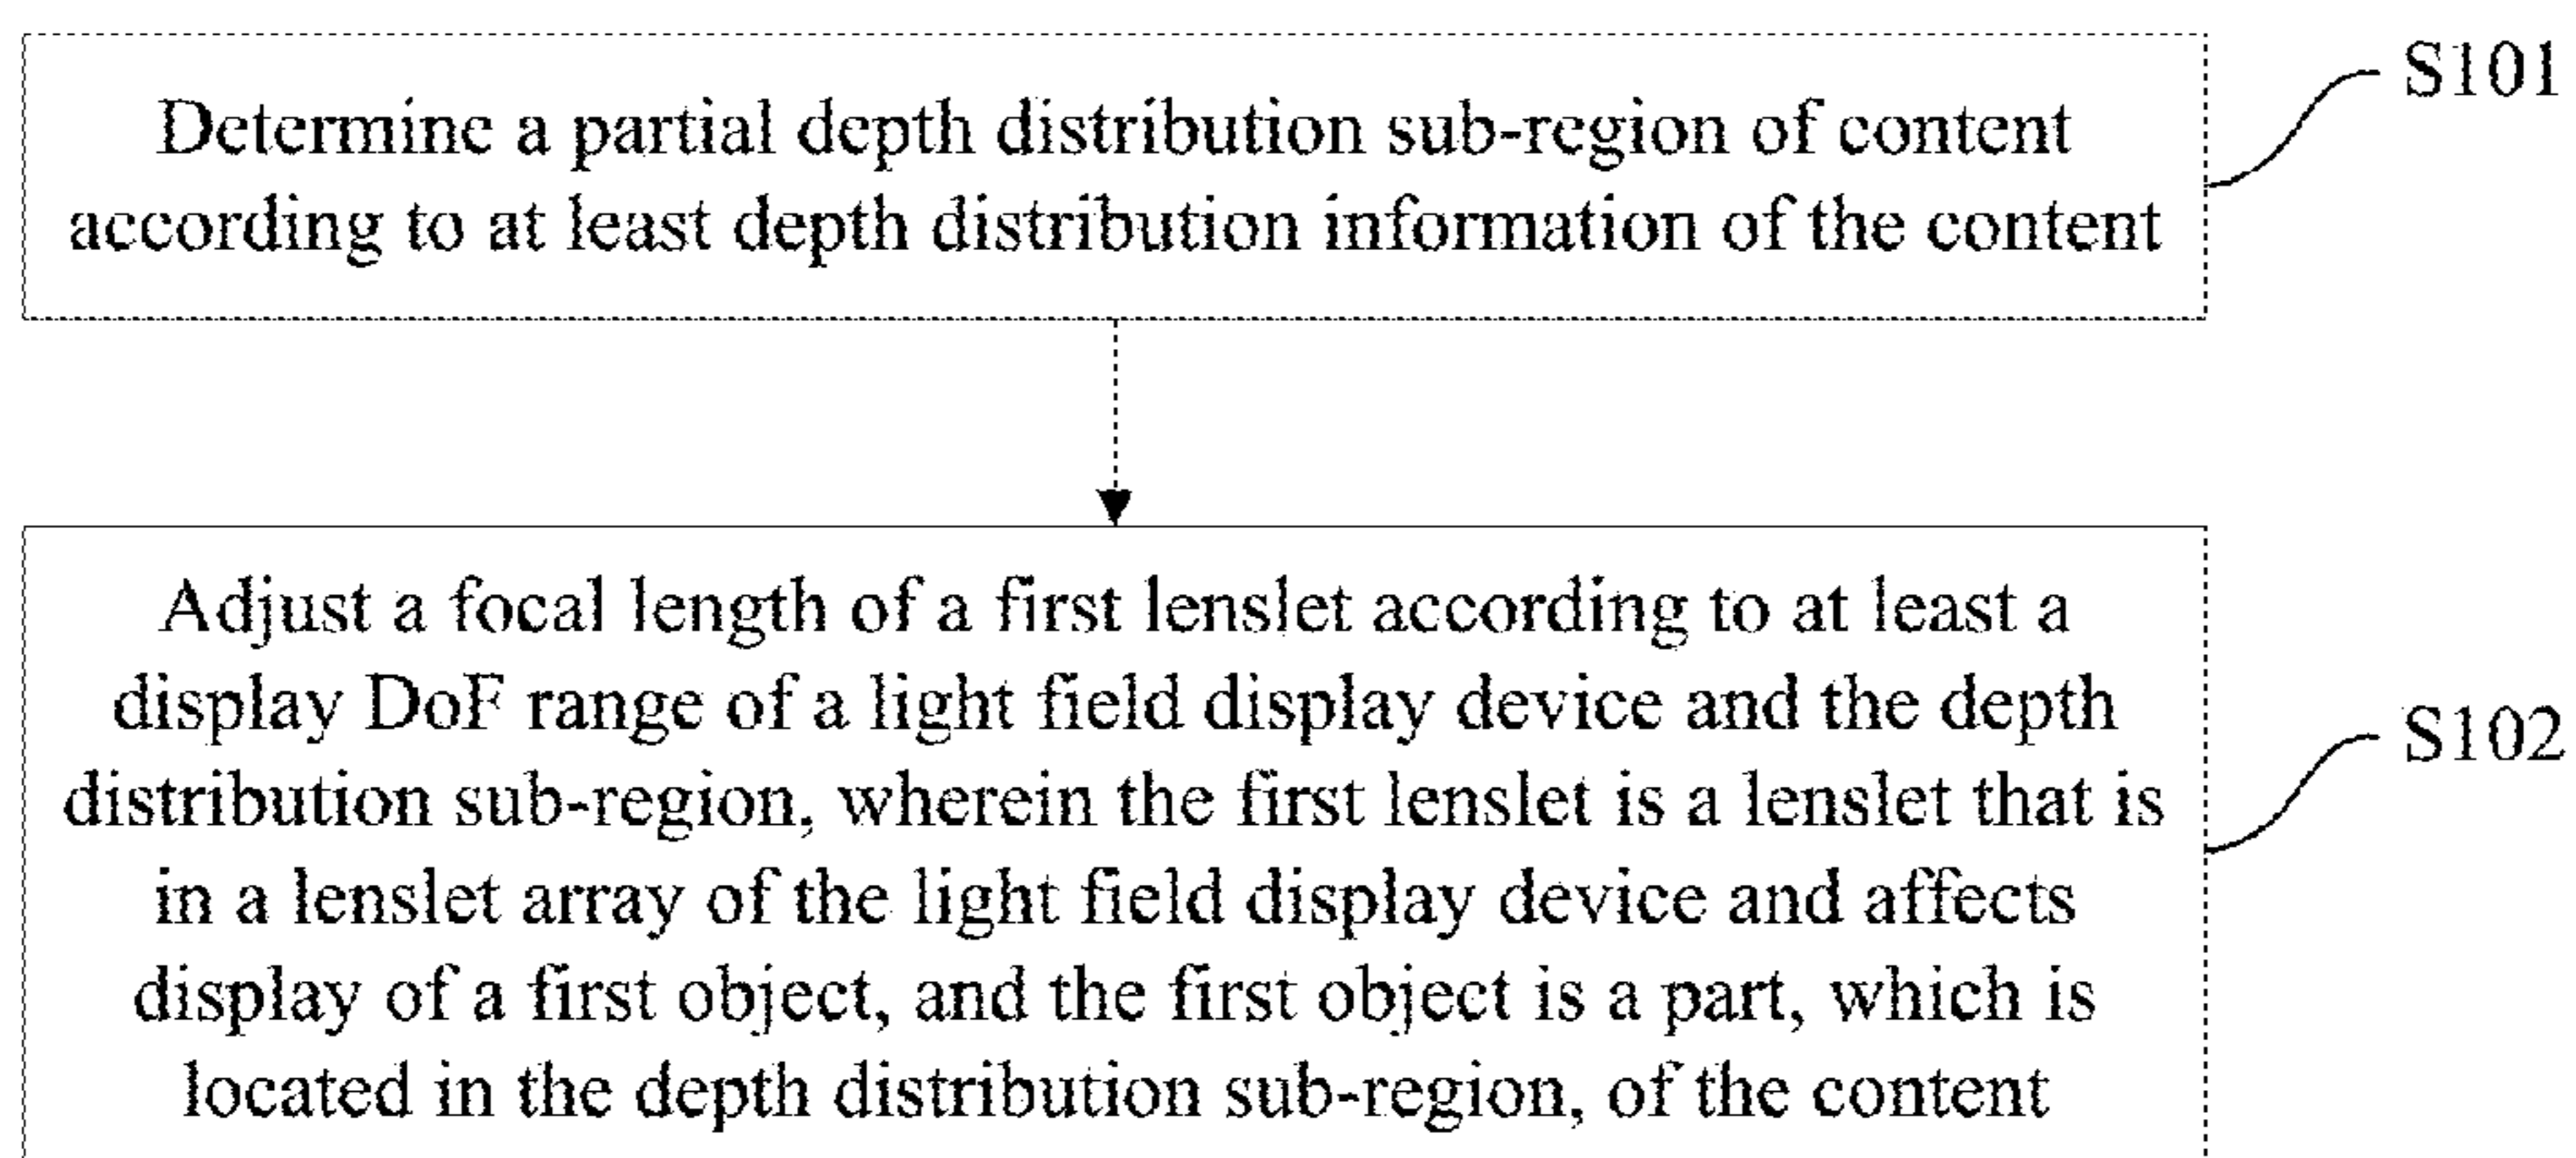 S101
Determine a partial depth distribution sub-region of content
according to at least depth distribution information of the content
Adjust a focal length of a first lenslet according to at least a
display DoF range of a light field display device and the depth
S102
distribution sub-region, wherein the first lenslet is a lenslet that is
in a lenslet array of the light field display device and affects
display of a first object, and the first object is a part, which is
located in the depth distribution sub-region, of the content